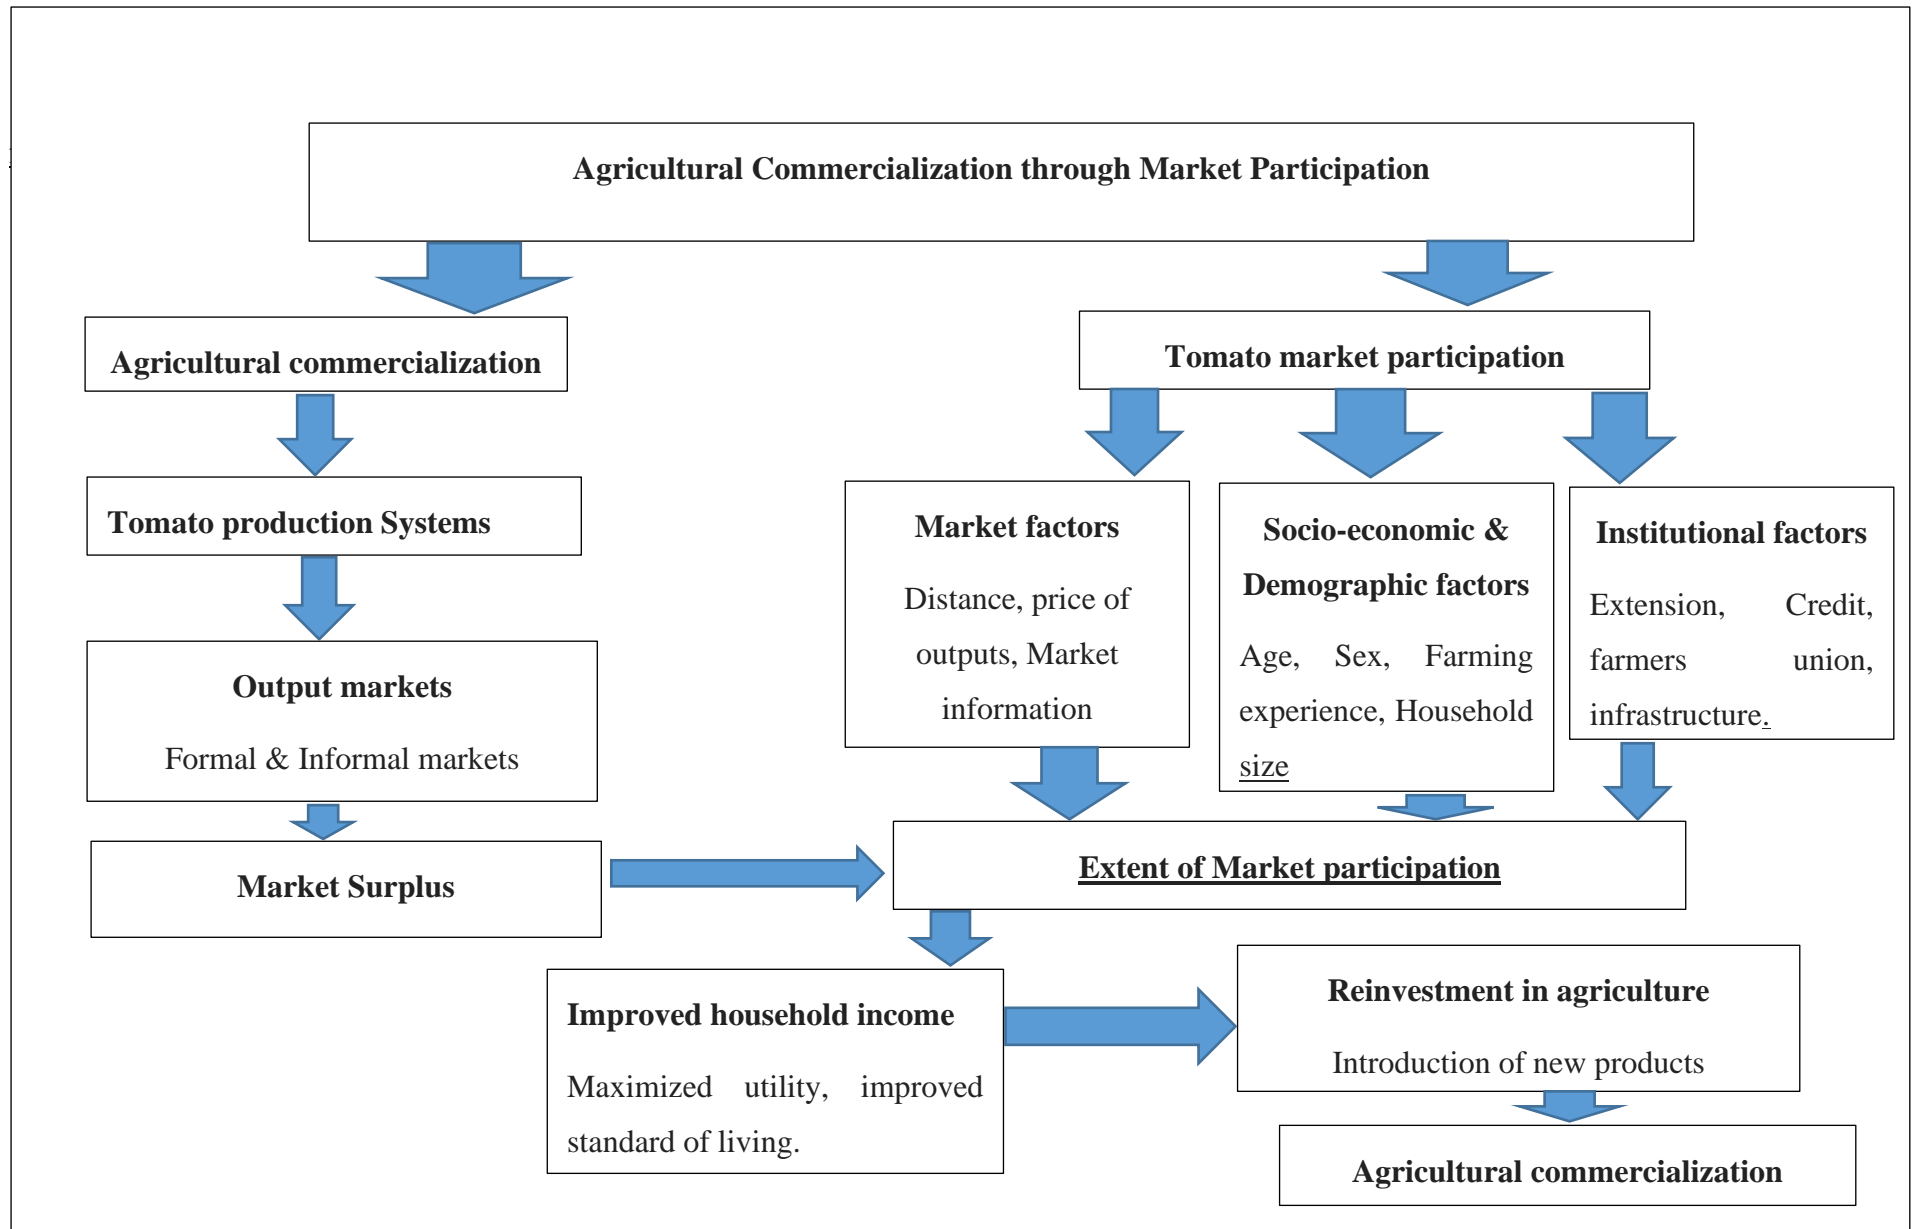 Agricultural Commercialization through Market Participation
Agricultural commercialization
Tomato market participation
Tomato production Systems
Market factors
Distance, price of
outputs, Market
information
Socio-economic &
Demographic factors
Age, Sex, Farming
experience, Household
size
Institutional factors
Extension, Credit,
farmers union,
infrastructure.
Output markets
Formal & Informal markets
Market Surplus
Extent of Market participation
Improved household income
Maximized utility, improved
standard of living.
Reinvestment in agriculture
Introduction of new products
Agricultural commercialization